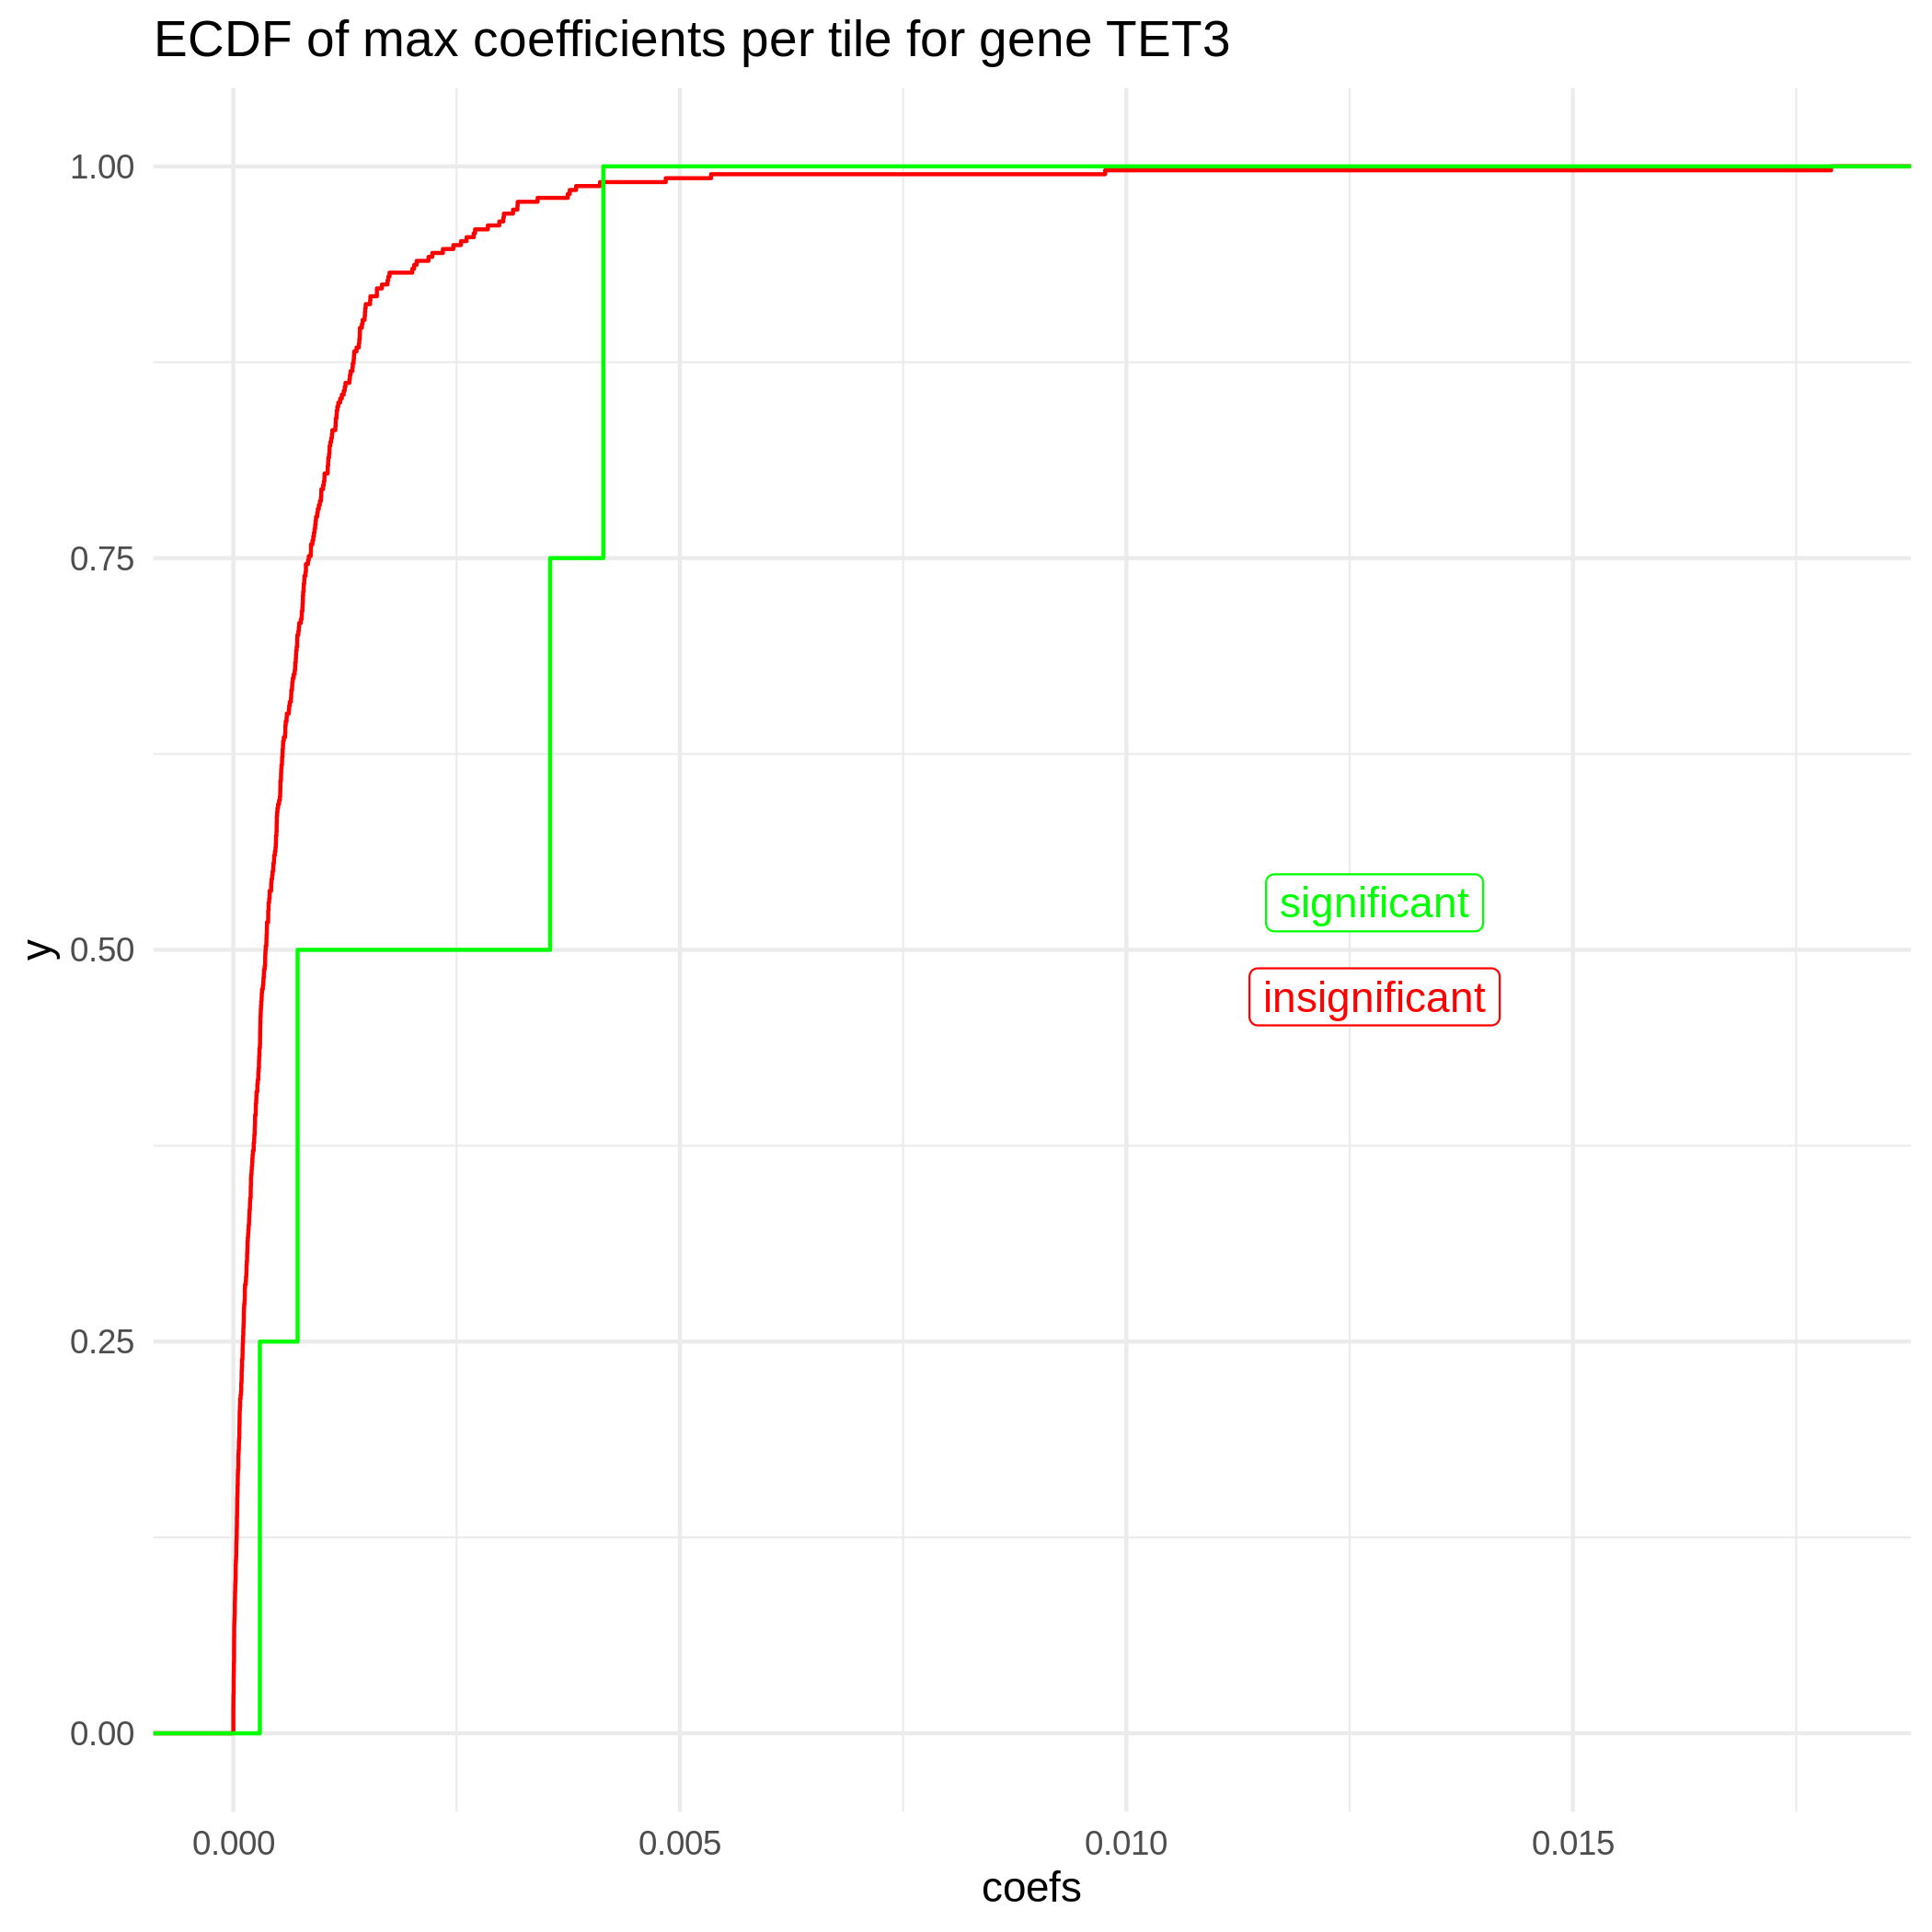 ECDF of max coefficients per tile for gene TET3
1.00
0.75
0.50
0.25
0.00
y
significant
insignificant
0.000 0.005 0.010 0.015
coefs